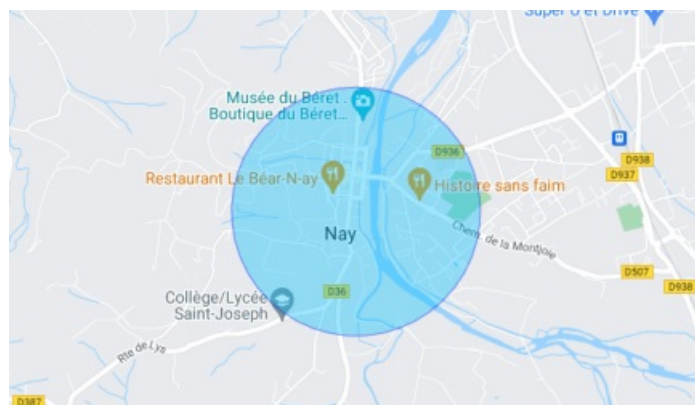 Super U et Drive
Musée du Béret .
Boutique du Béret...
D936
D938
D937
Restaurant Le Béar-N-ay
Histoire sans faim
Chem. de la Montjoie
Nay
D507
D938
Collège/Lycée
Saint-Joseph
D36
Rte de Lys
D387